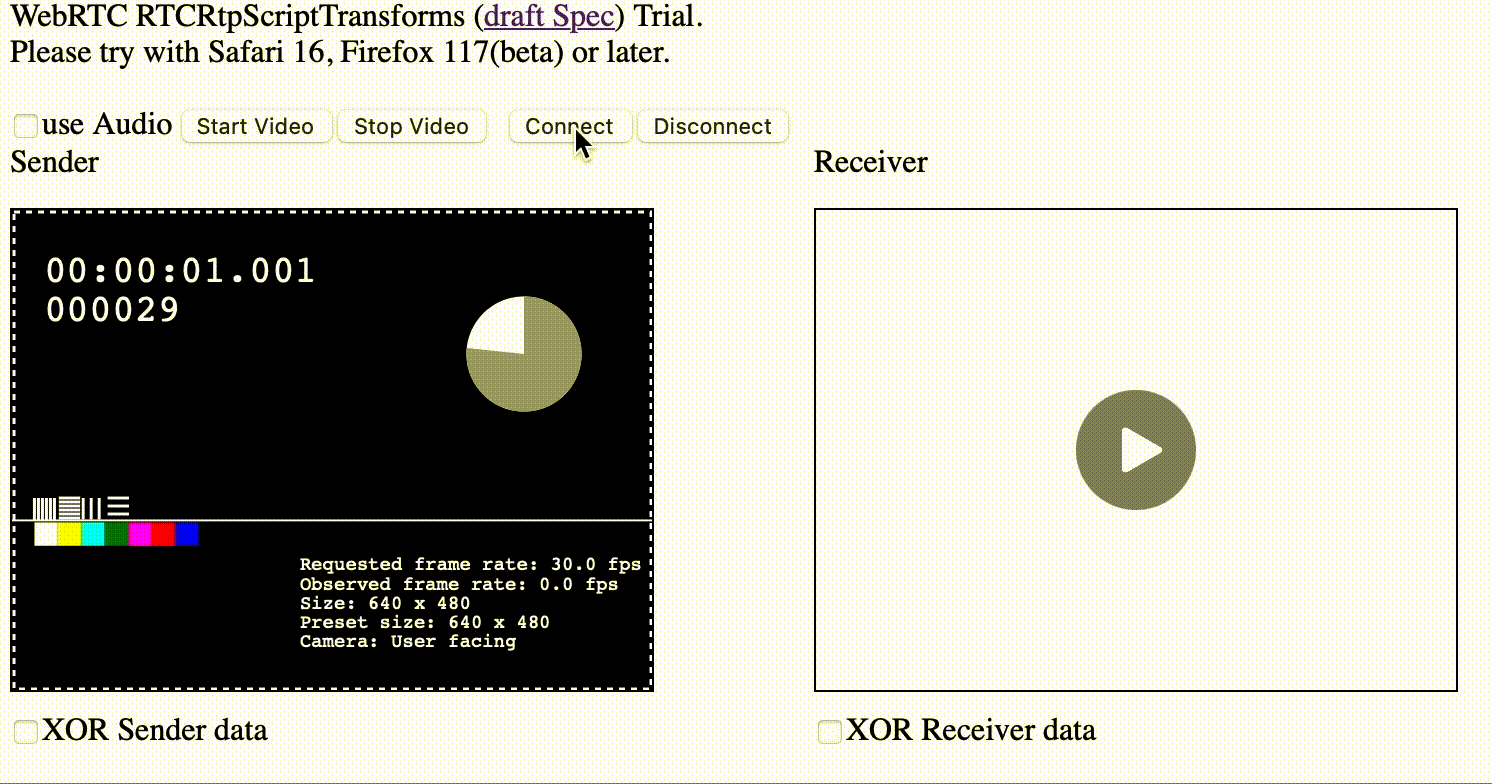 WebRTC RTCRtpScriptTransforms (draft Spec) Trial.
Please try with Safari 16, Firefox 117(beta) or later.
use Audio Start Video Stop Video Connect Disconnect
Sender
Receiver
00:00:01.001
000029
Requested frame rate: 30.0 fps
Observed frame rate: 0.0 fps
Size: 640 x 480
Preset size: 640 x 480
Camera: User facing
XOR Sender data
XOR Receiver data